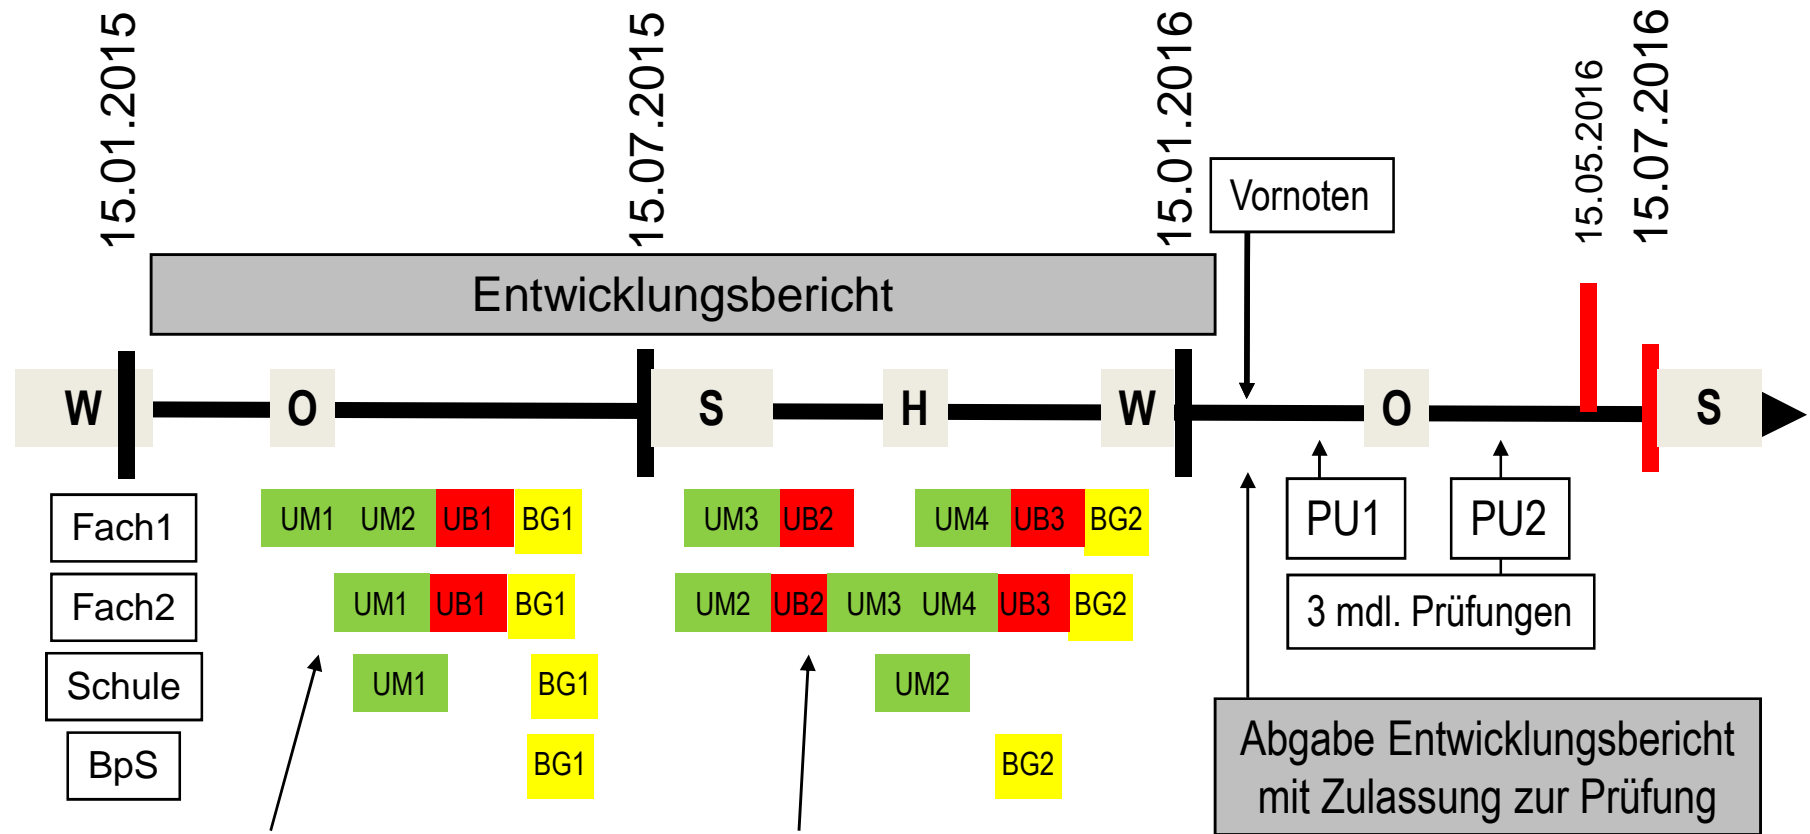 15.01.2015
15.07.2015
15.01.2016
15.05.2016
15.07.2016
Vornoten
Entwicklungsbericht
W O S H W O S
Fach1 UM1 UM2 UB1 BG1 UM3 UB2 UM4 UB3 BG2
PU1 PU2
Fach2 UM1 UB1 BG1 UM2 UB2 UM3 UM4 UB3 BG2
3 mdl. Prüfungen
Schule UM1 BG1 UM2
BpS BG1 BG2
Abgabe Entwicklungsbericht
mit Zulassung zur Prüfung